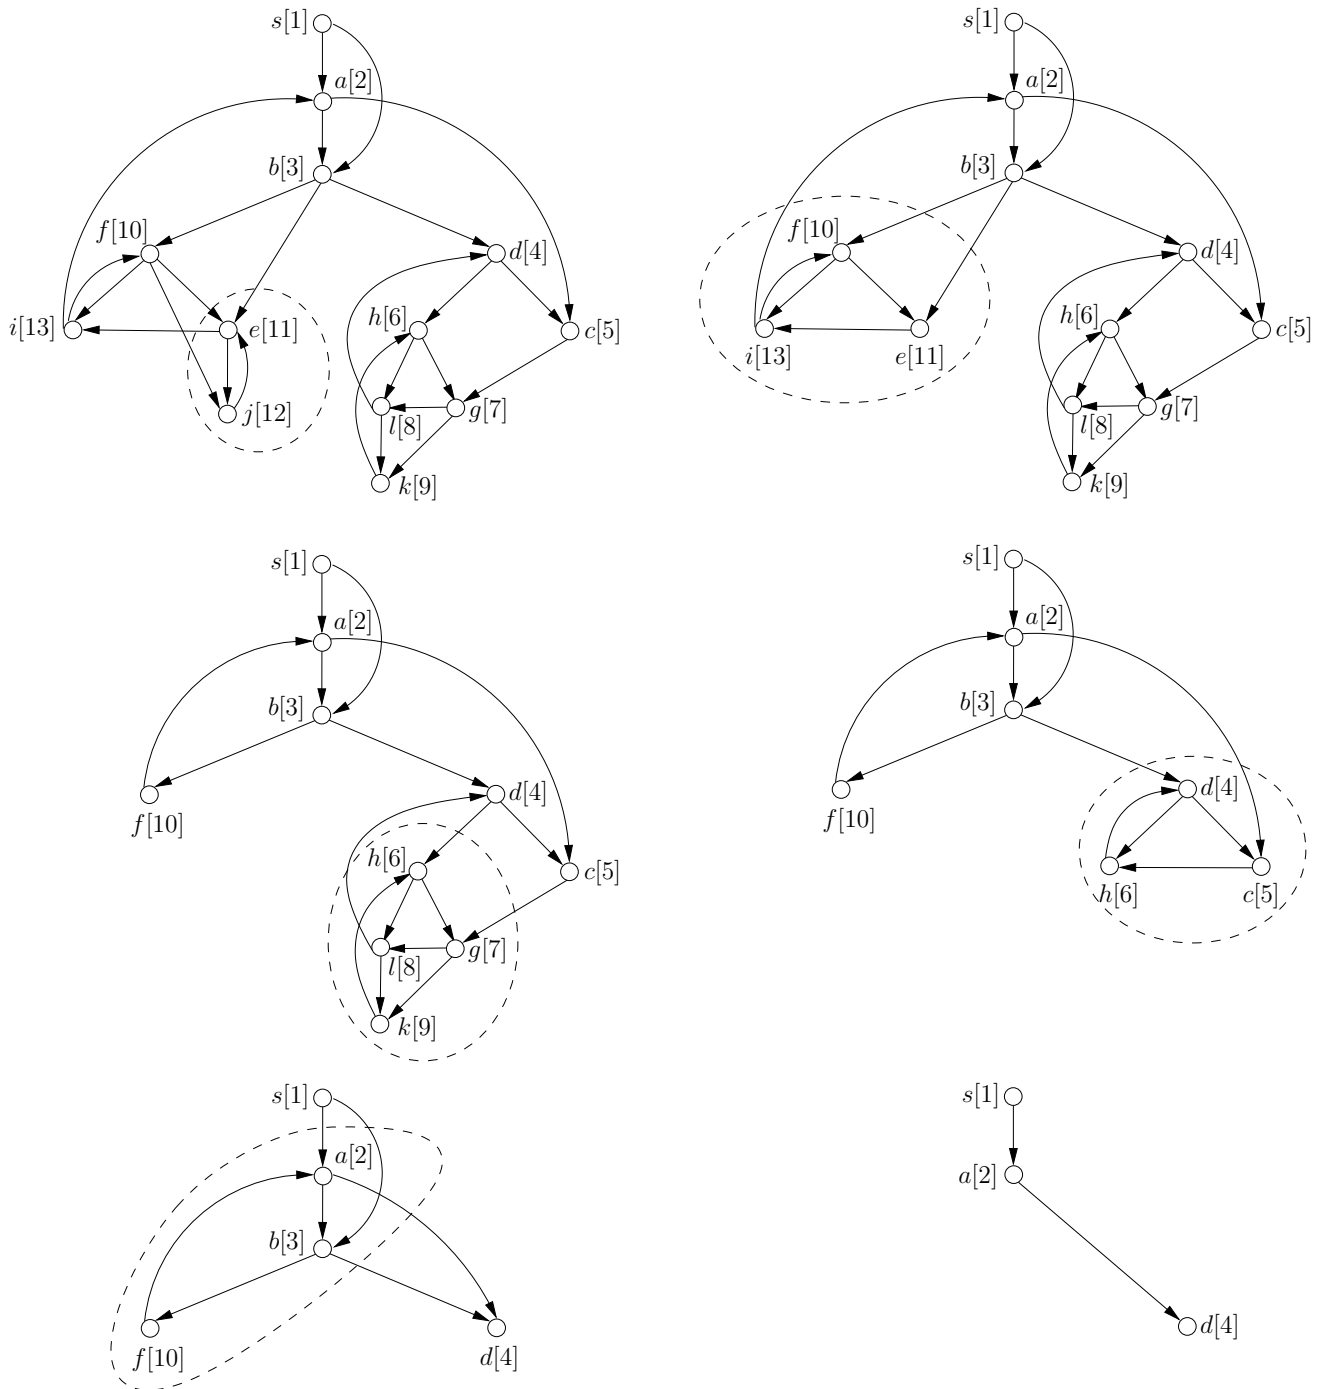 s[1]
a[2]
b[3]
f[10]
d[4]
i[13]
e[11]
h[6]
c[5]
j[12]
l[8]
g[7]
k[9]
s[1]
a[2]
b[3]
f[10]
d[4]
h[6]
c[5]
i[13]
e[11]
l[8]
g[7]
k[9]
s[1]
a[2]
b[3]
d[4]
f[10]
h[6]
c[5]
l[8]
g[7]
k[9]
s[1]
a[2]
b[3]
d[4]
f[10]
h[6]
c[5]
s[1]
a[2]
b[3]
f[10]
d[4]
s[1]
a[2]
d[4]